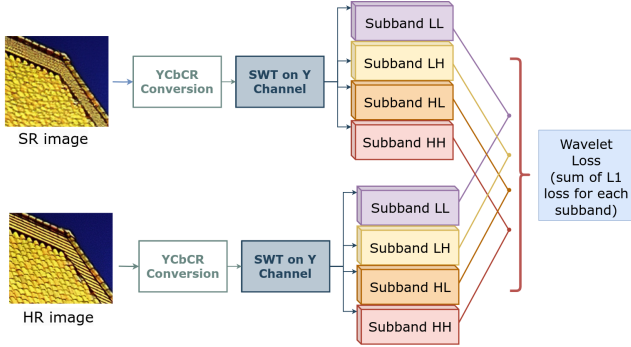 SR image
YCbCR
Conversion
SWT on Y
Channel
Subband LL
Subband LH
Subband HL
Subband HH
HR image
YCbCR
Conversion
SWT on Y
Channel
Subband LL
Subband LH
Subband HL
Subband HH
Wavelet
Loss
(sum of L1
loss for each
subband)